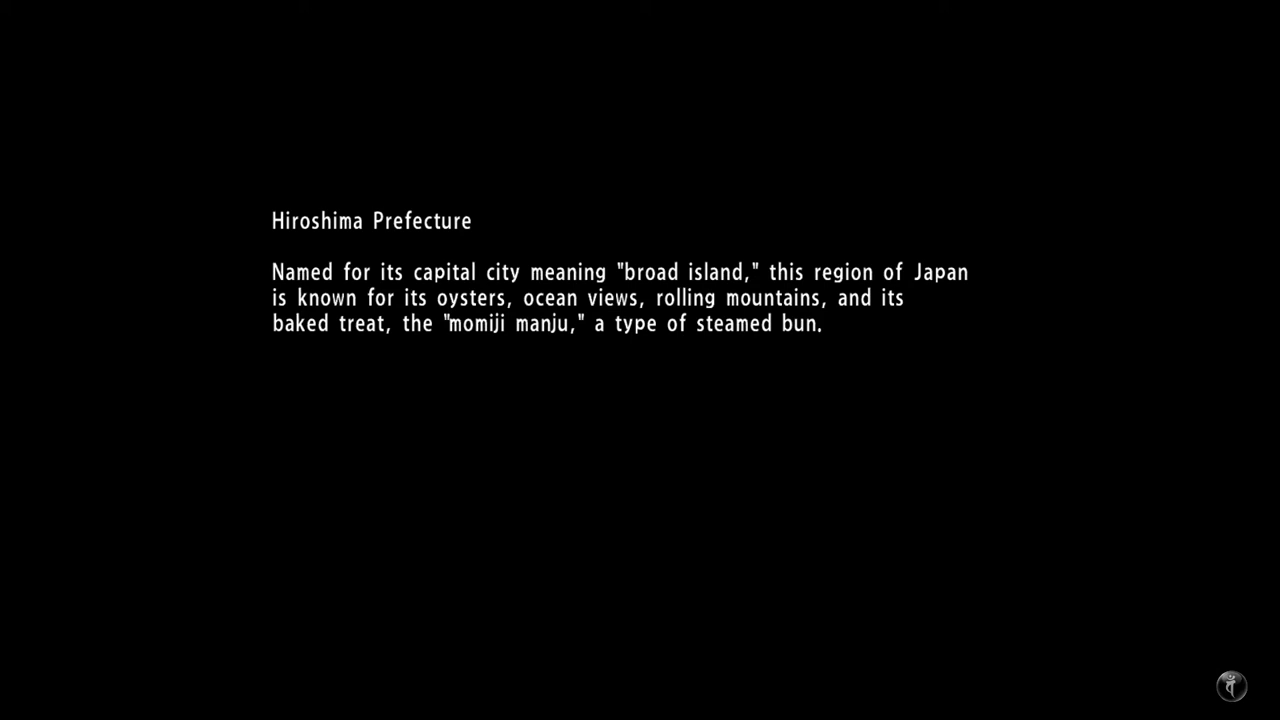 Hiroshima Prefecture
Named for its capital city meaning "broad island," this region of Japan
is known for its oysters, ocean views, rolling mountains, and its
baked treat, the "momiji manju," a type of steamed bun.